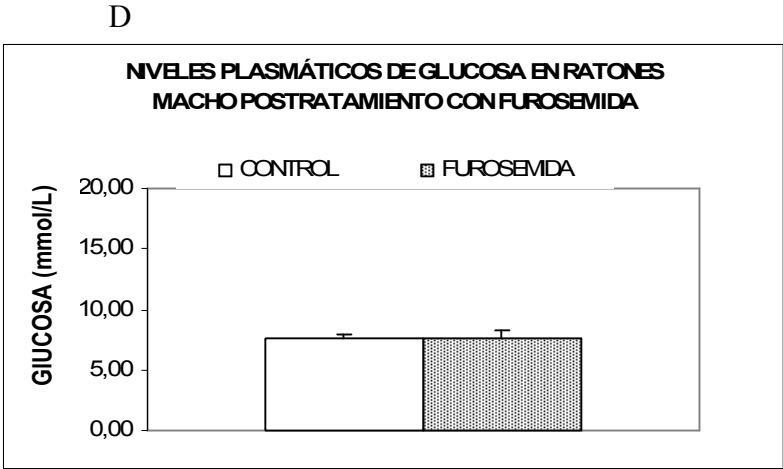 D
NIVELES PLASMÁTICOS DE GLUCOSA EN RATONES
MACHO POSTRATAMIENTO CON FUROSEMIDA
CONTROL FUROSEMIDA
GIUCOSA (mmol/L)
20,00
15,00
10,00
5,00
0,00